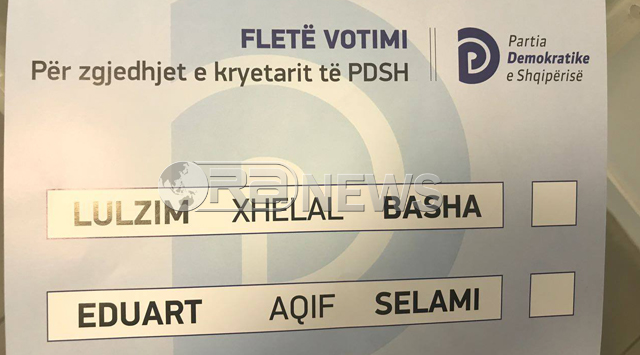 FLETË VOTIMI
Për zgjedhjet e kryetarit të PDSH
Partia
Demokratike
e Shqipërisë
ORA NEWS
LULZIM XHELAL BASHA
EDUART AQIF SELAMI